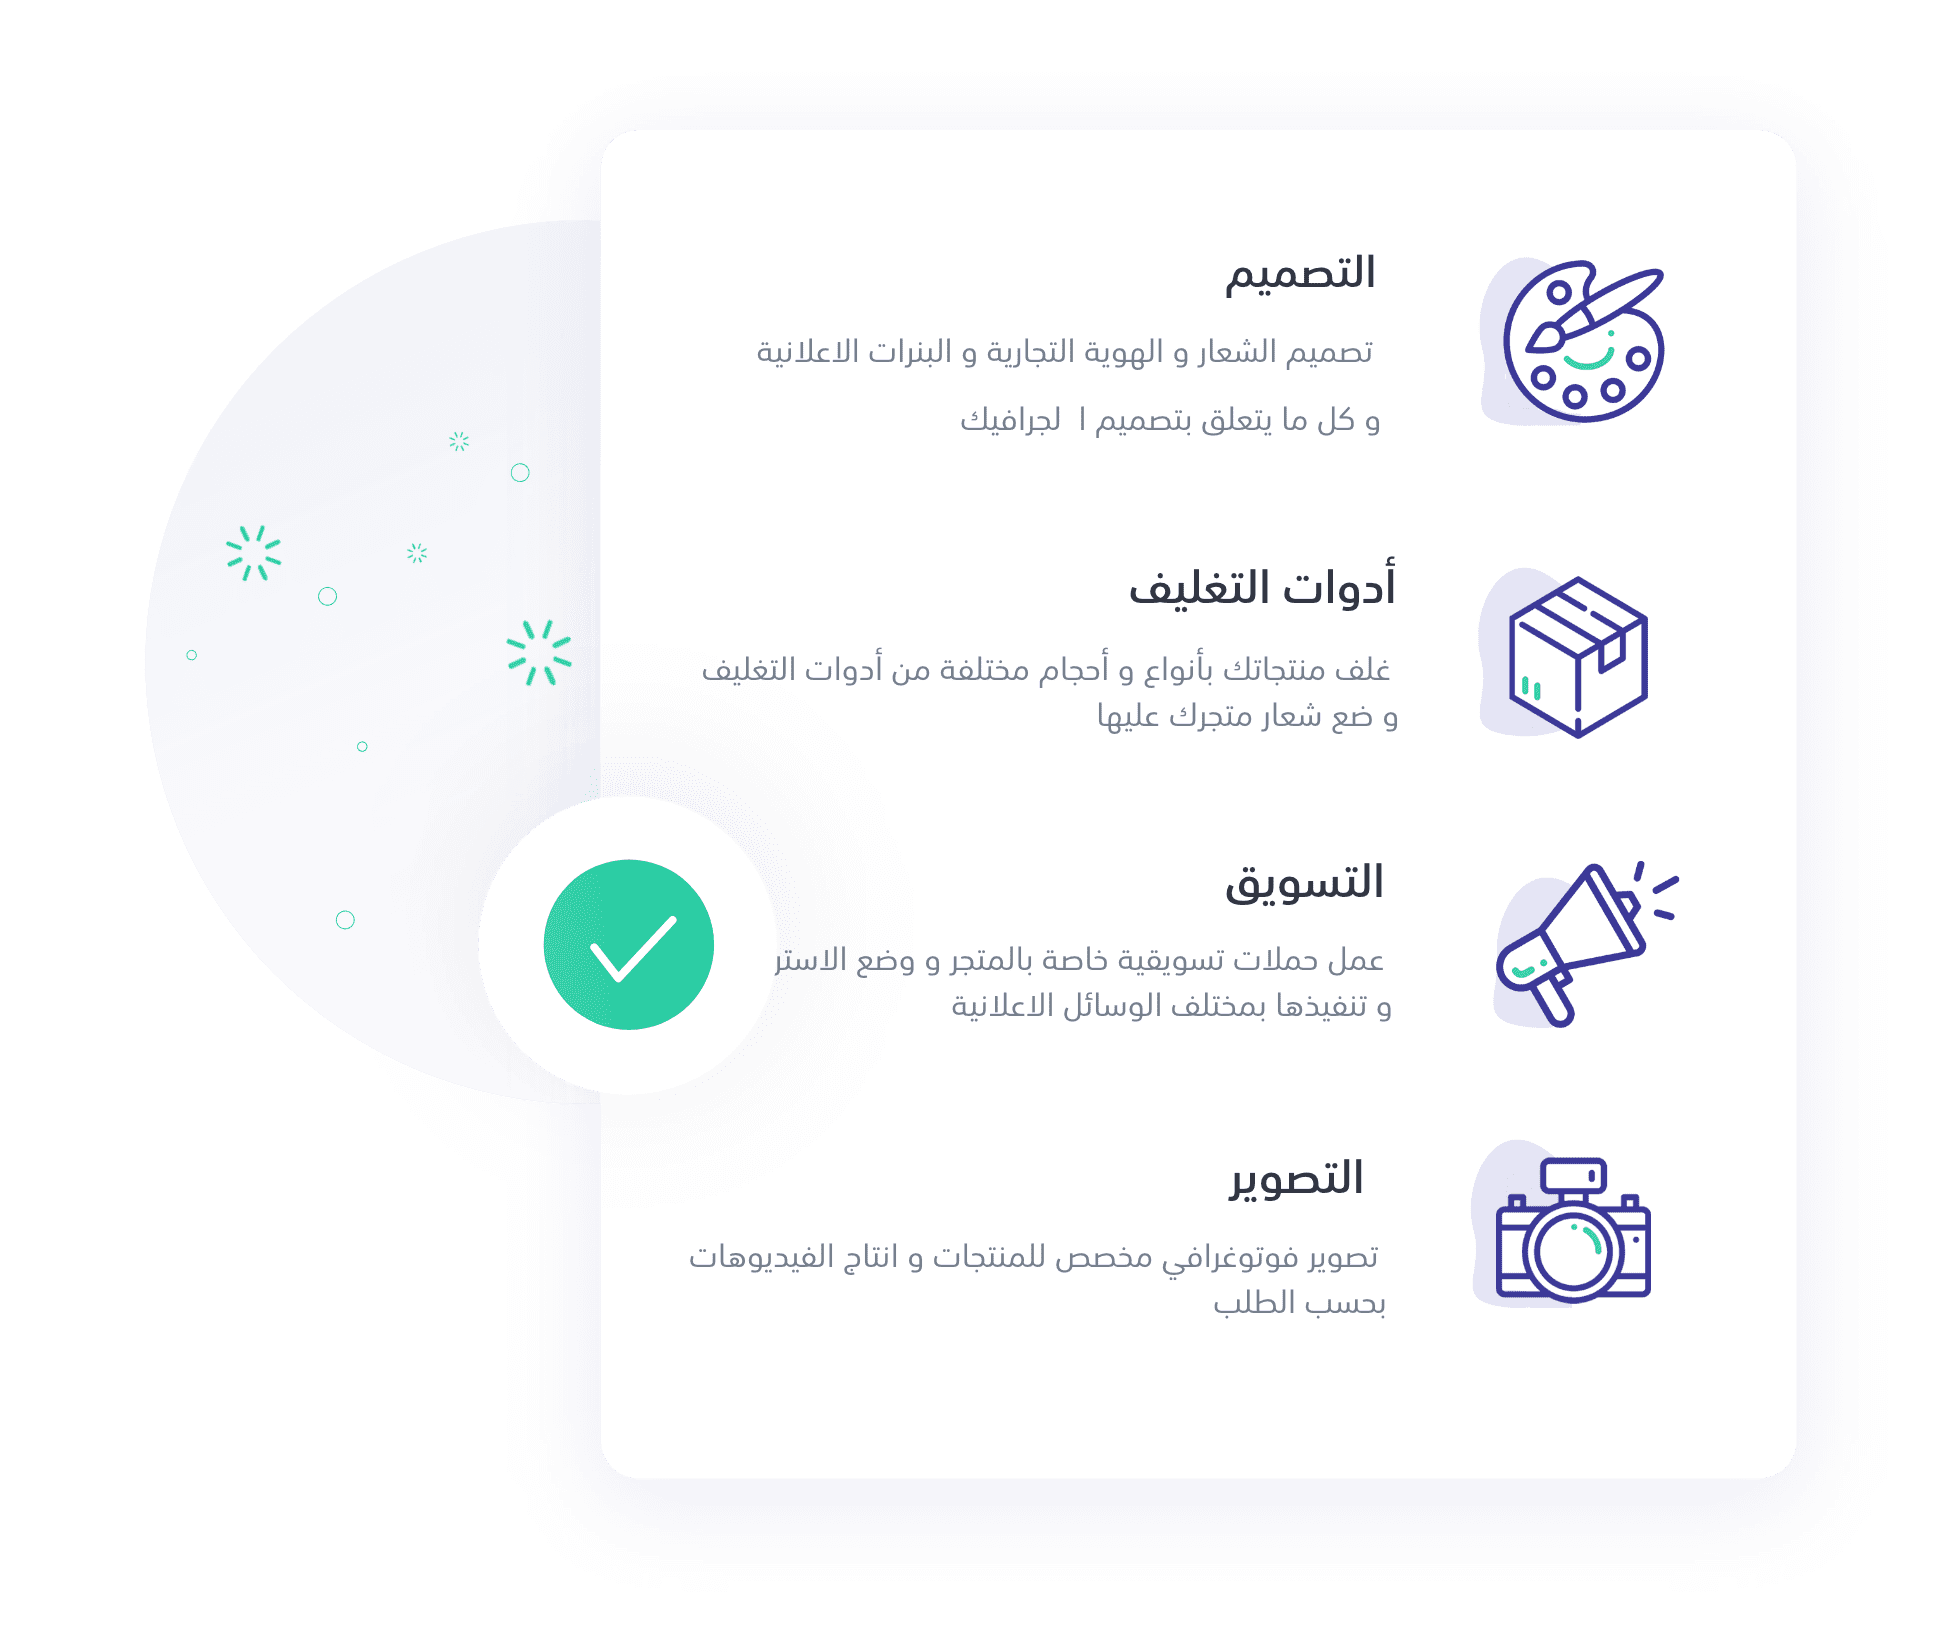 التصميم
تصميم الشعار و الهوية التجارية و البنرات الاعلانية
و كل ما يتعلق بتصميم ا لجرافيك
أدوات التغليف
غلف منتجاتك بأنواع و أحجام مختلفة من أدوات التغليف
و ضع شعار متجرك عليها
التسويق
عمل حملات تسويقية خاصة بالمتجر و وضع
و تنفيذها بمختلف الوسائل الاعلانية
التصوير
تصوير فوتوغرافي مخصص للمنتجات و انتاج الفيديوهات
بحسب الطلب